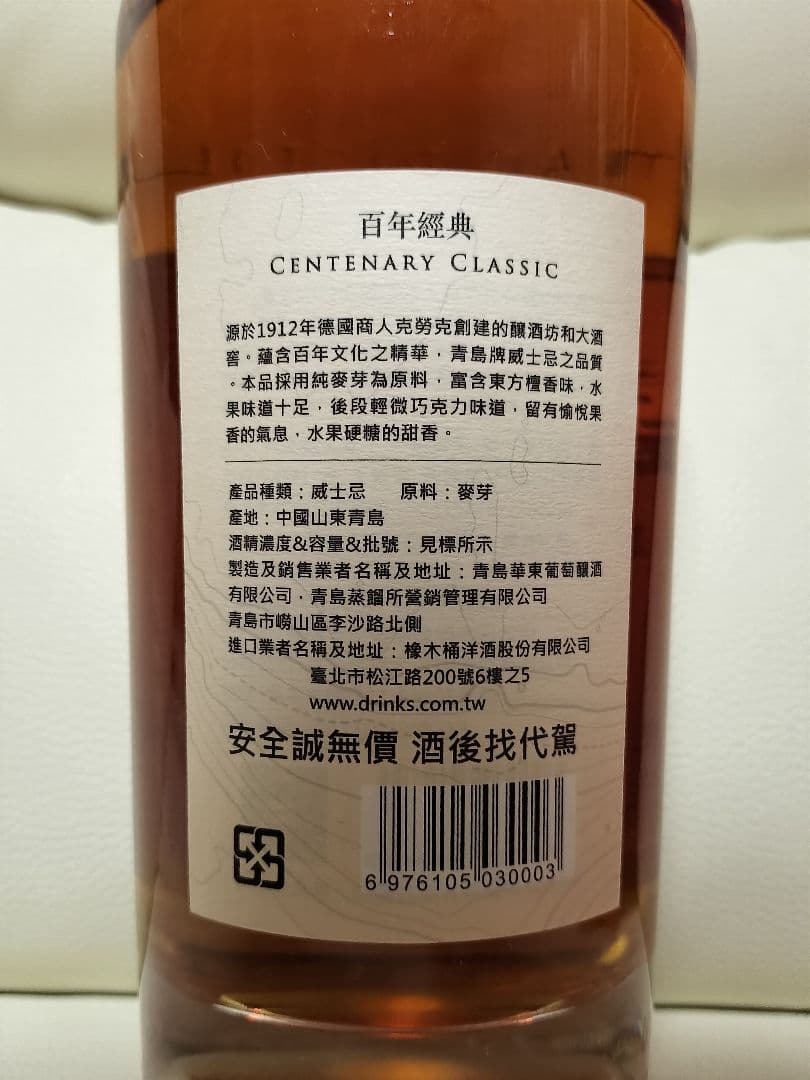 百年經典
CENTENARY CLASSIC
源於1912年德國商人克勞克創建的釀酒坊和大酒
窖。蘊含百年文化之精華，青島牌威士忌之品質
。本品採用純麥芽為原料，富含東方檀香味，水
果味道十足，後段輕微巧克力味道，留有愉悅果
香的氣息，水果硬糖的甜香。
產品種類：威士忌 原料：麥芽
產地：中國山東青島
酒精濃度&容量&批號：見標所示
製造及銷售業者名稱及地址：青島華東葡萄釀酒
有限公司，青島蒸餾所營銷管理有限公司
青島市嶗山區李沙路北側
進口業者名稱及地址：橡木桶洋酒股份有限公司
臺北市松江路200號6樓之5
www.drinks.com.tw
安全誠無價 酒後找代駕
6 976105 030003